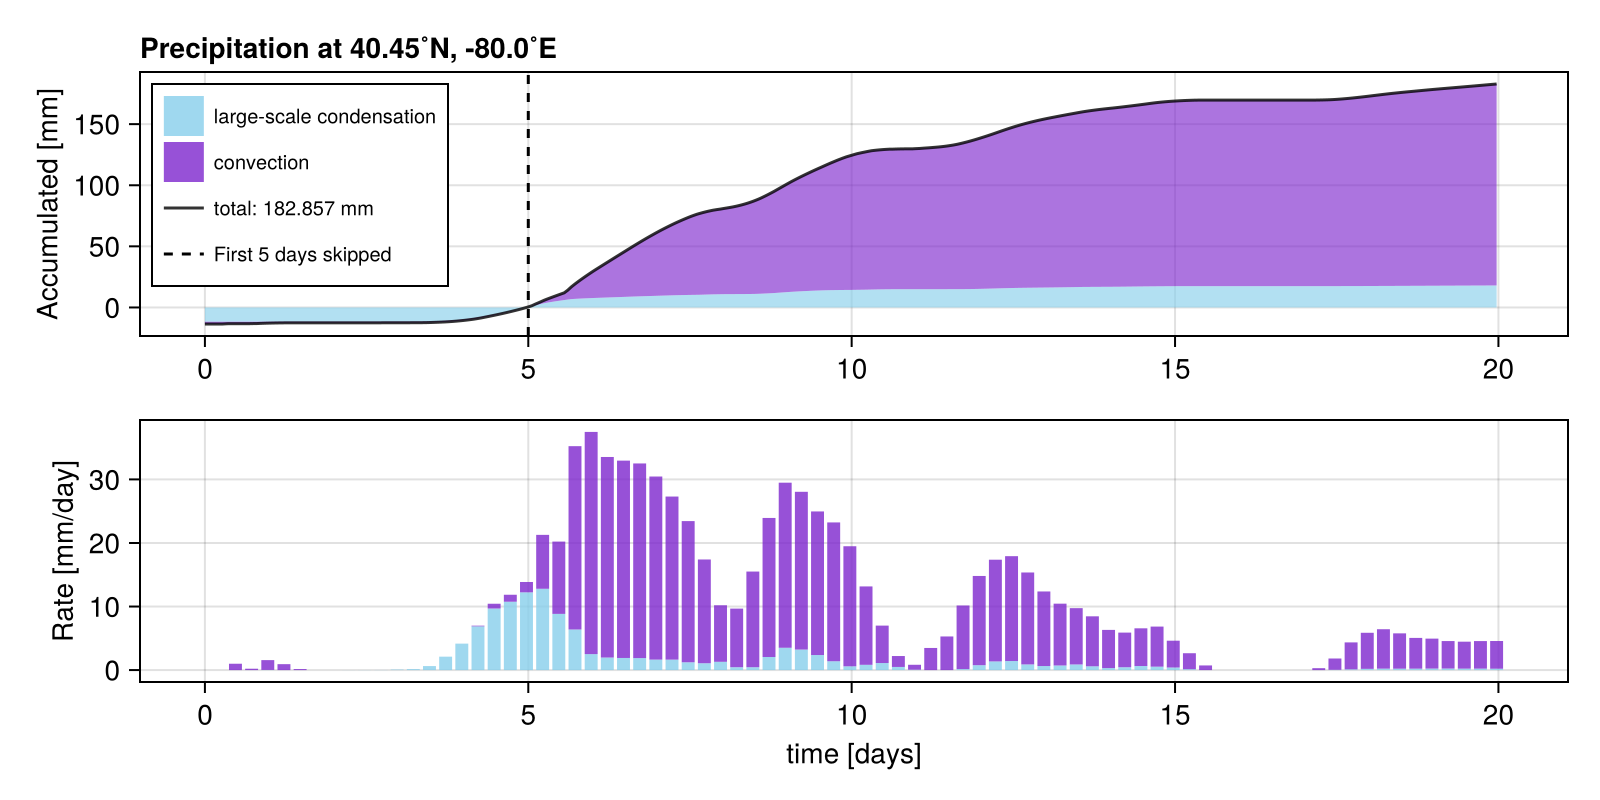 Precipitation at 40.45˚N, -80.0˚E
Accumulated [mm]
150
100
50
0
large-scale condensation
convection
total: 182.857 mm
First 5 days skipped
0 5 10 15 20
Rate [mm/day]
30
20
10
0
0 5 10 15 20
time [days]